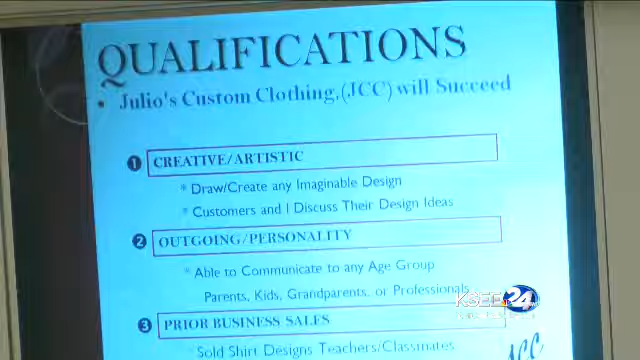 QUALIFICATIONS
• Julio's Custom Clothing,(JCC) will Succeed
1 CREATIVE/ARTISTIC
* Draw/Create any Imaginable Design
* Customers and I Discuss Their Design Ideas
2 OUTGOING/PERSONALITY
* Able to Communicate to any Age Group
Parents, Kids, Grandparents, or Professionals
KSEE 24
3 PRIOR BUSINESS SALES
* Sold Shirt Designs Teachers/Classmates
JCC